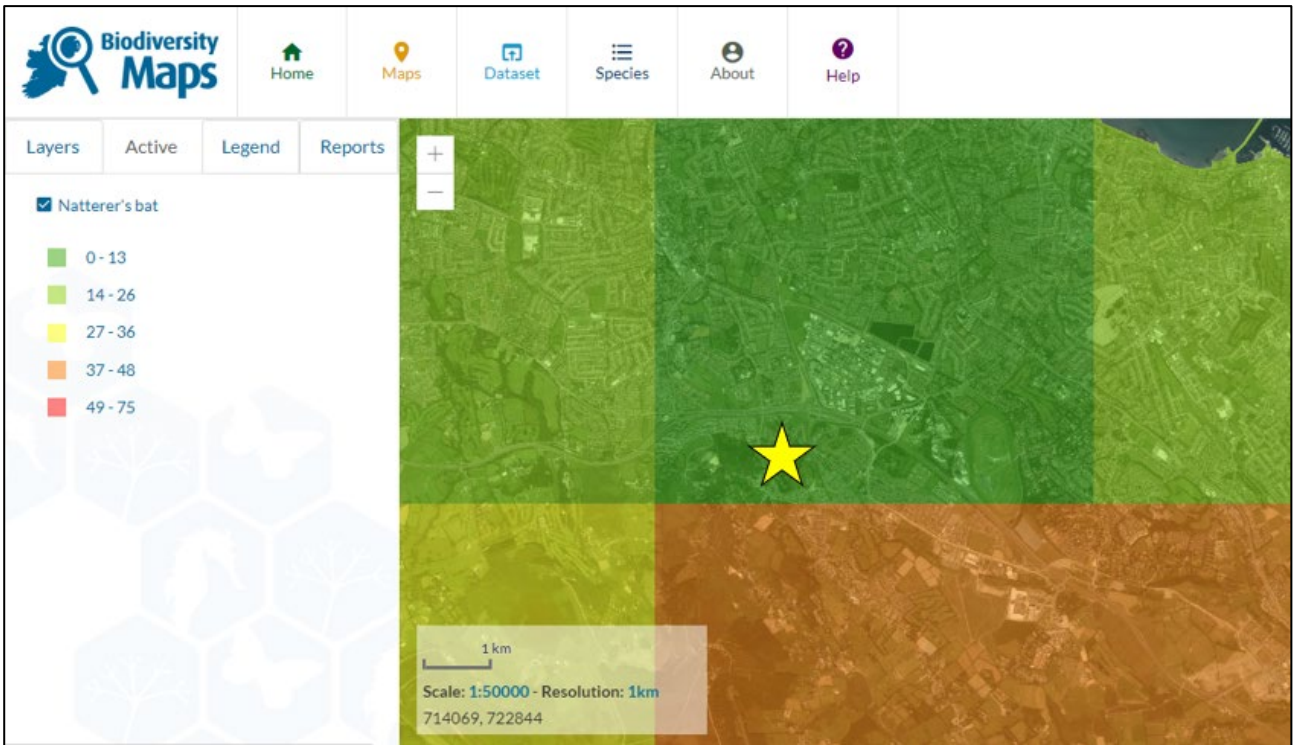 Biodiversity
Maps
Home
Maps
Dataset
Species
About
Help
Layers
Active
Legend
Reports
+
−
Natterer's bat
0 - 13
14 - 26
27 - 36
37 - 48
49 - 75
1 km
Scale: 1:50000 - Resolution: 1km
714069, 722844